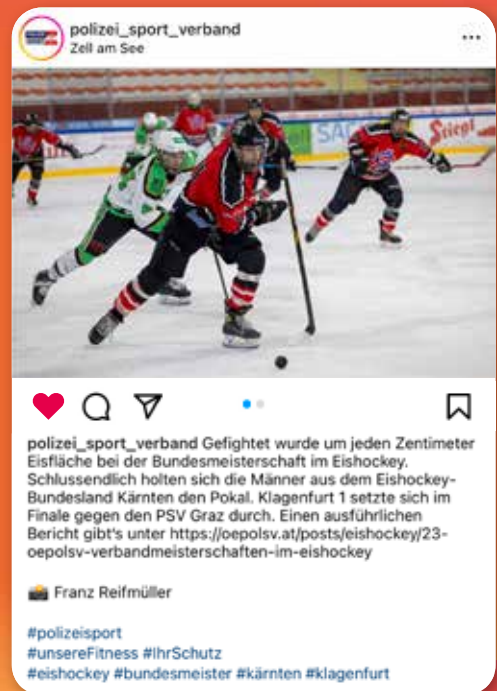 polizei_sport_verband
Zell am See
Stiegl
polizei_sport_verband Gefightet wurde um jeden Zentimeter
Eisfläche bei der Bundesmeisterschaft im Eishockey.
Schlussendlich holten sich die Männer aus dem Eishockey-
Bundesland Kärnten den Pokal. Klagenfurt 1 setzte sich im
Finale gegen den PSV Graz durch. Einen ausführlichen
Bericht gibt's unter https://oepolsv.at/posts/eishockey/23-
oepolsv-verbandmeisterschaften-im-eishockey
📸 Franz Reifmüller
#polizeisport
#unsereFitness #IhrSchutz
#eishockey #bundesmeister #kärnten #klagenfurt